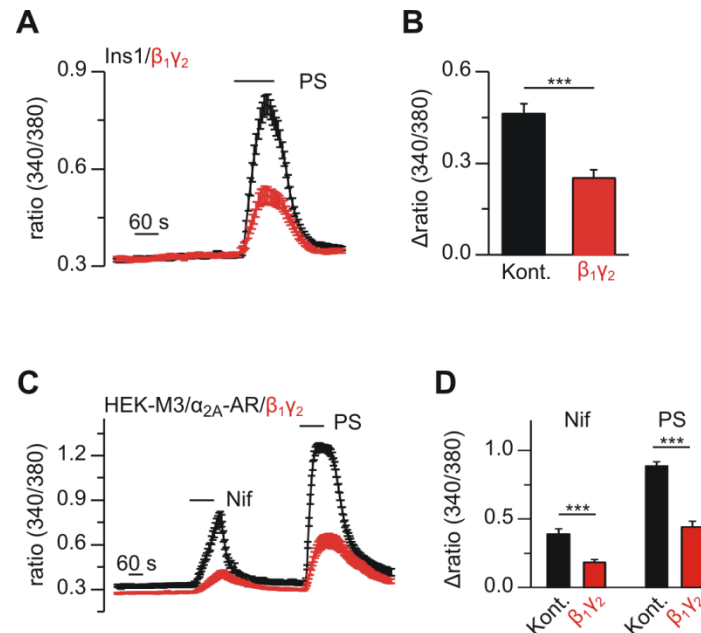 A
Ins1/β₁γ₂
0.9
PS
0.6
60 s
0.3
ratio (340/380)
B
0.6
***
0.3
0.0
Δratio (340/380)
Kont. β₁γ₂
C
HEK-M3/α₂A-AR/β₁γ₂
PS
1.2
0.9
Nif
0.6
60 s
0.3
ratio (340/380)
D
Nif PS
1.0
***
0.5
***
0.0
Δratio (340/380)
Kont. β₁γ₂ Kont. β₁γ₂